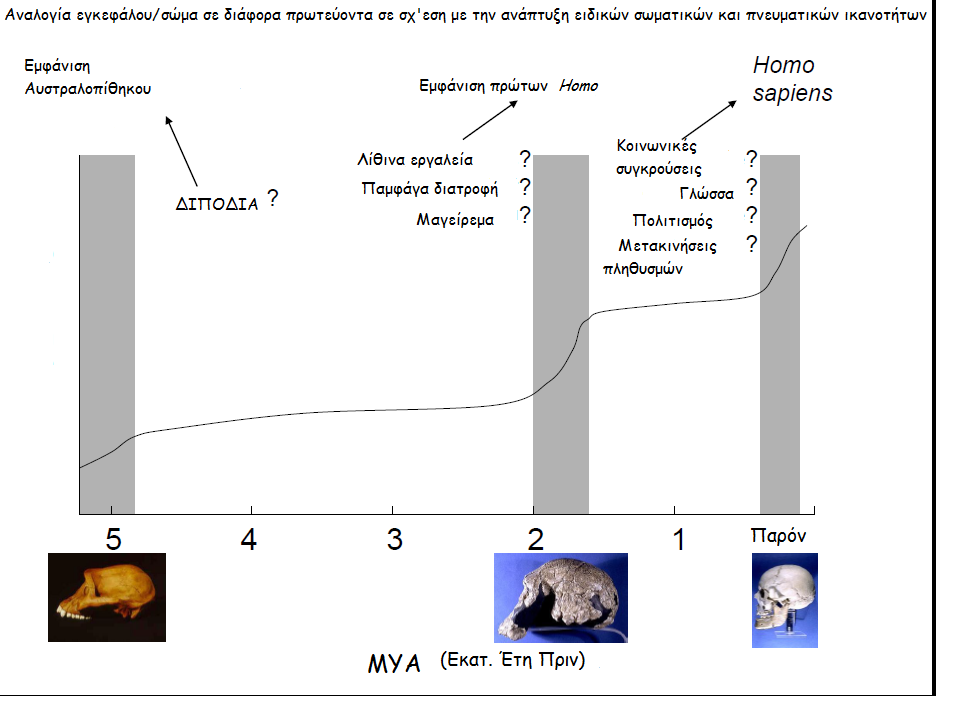 Αναλογία εγκεφάλου/σώμα σε διάφορα πρωτεύοντα σε σχ'εση με την ανάπτυξη ειδικών σωματικών και πνευματικών ικανοτήτων
Εμφάνιση
Αυστραλοπίθηκου
Εμφάνιση πρώτων Homo
Homo
sapiens
ΔΙΠΟΔΙΑ ?
Λίθινα εργαλεία ?
Παμφάγα διατροφή ?
Μαγείρεμα ?
Κοινωνικές
συγκρούσεις ?
Γλώσσα ?
Πολιτισμός ?
Μετακινήσεις ?
πληθυσμών
5 4 3 2 1 Παρόν
MYA (Εκατ. Έτη Πριν)